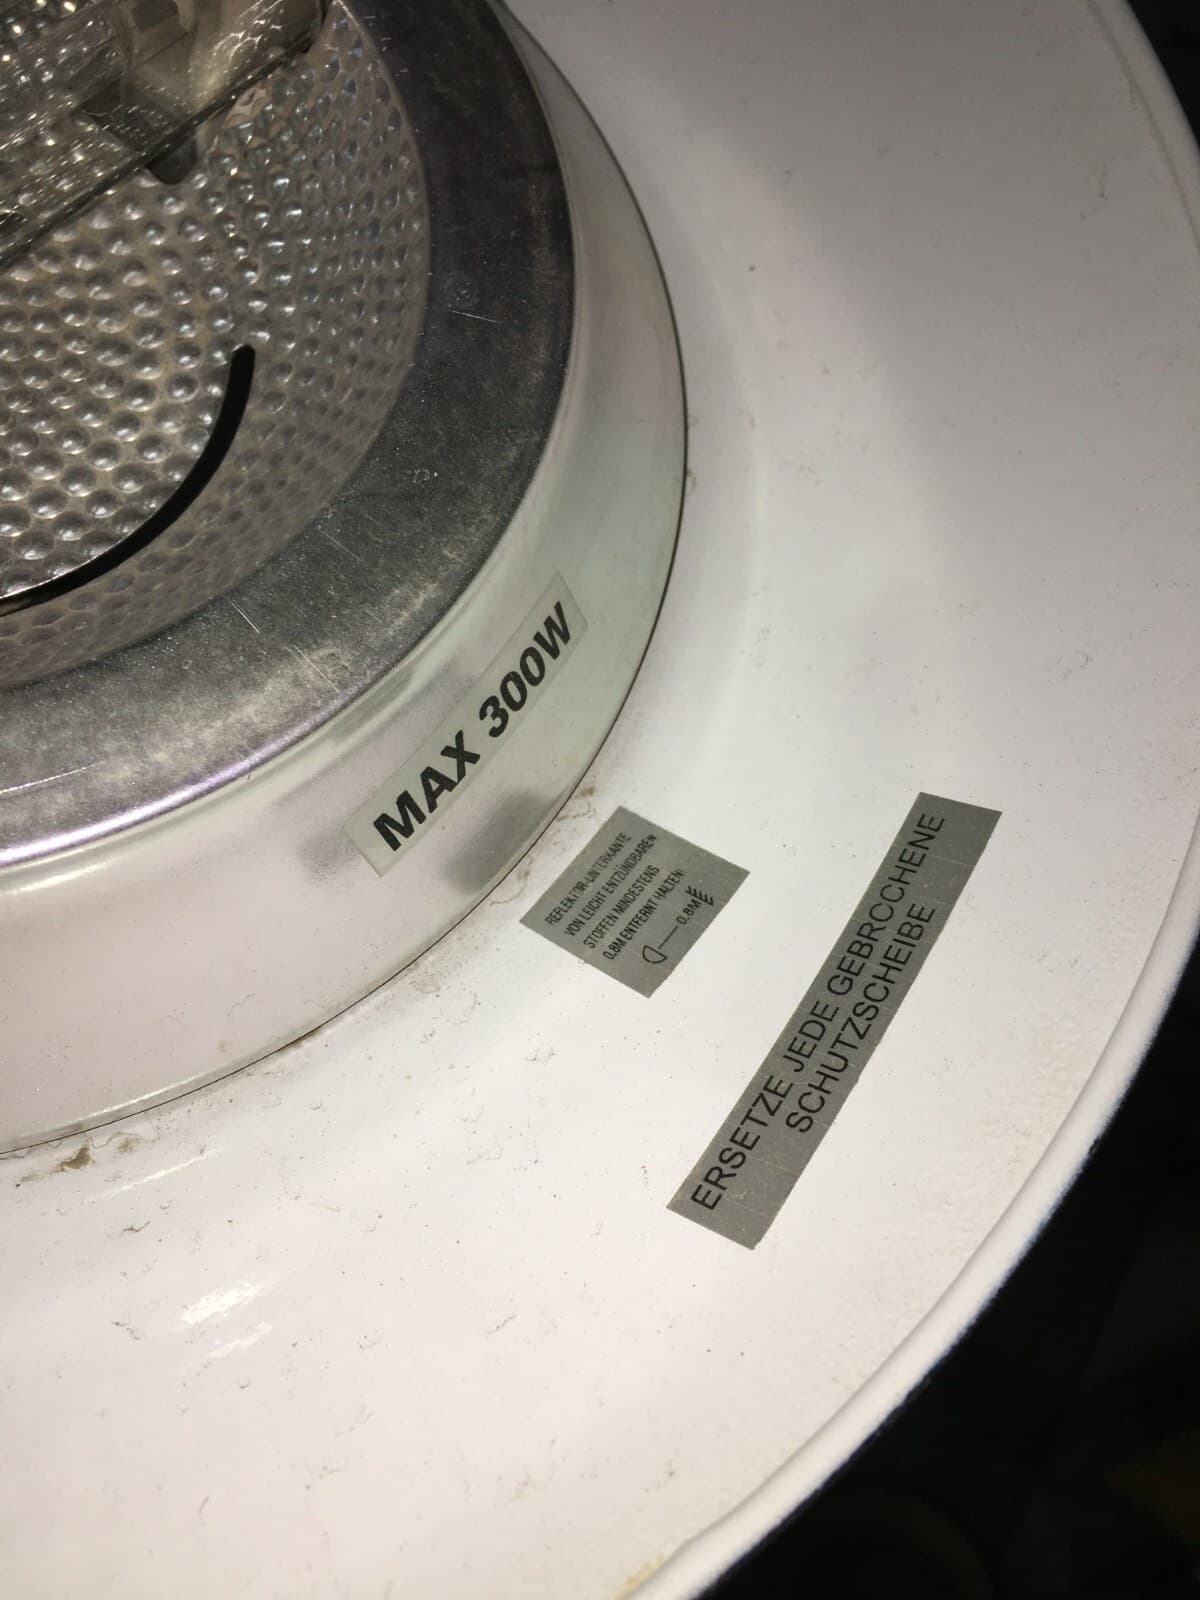 MAX 300W
REFLEKTOR-UNTERKANTE
VON LEICHT ENTZÜNDBAREN
STOFFEN MINDESTENS
0.8M ENTFERNT HALTEN
0.8M
ERSETZE JEDE GEBROCHENE
SCHUTZSCHEIBE